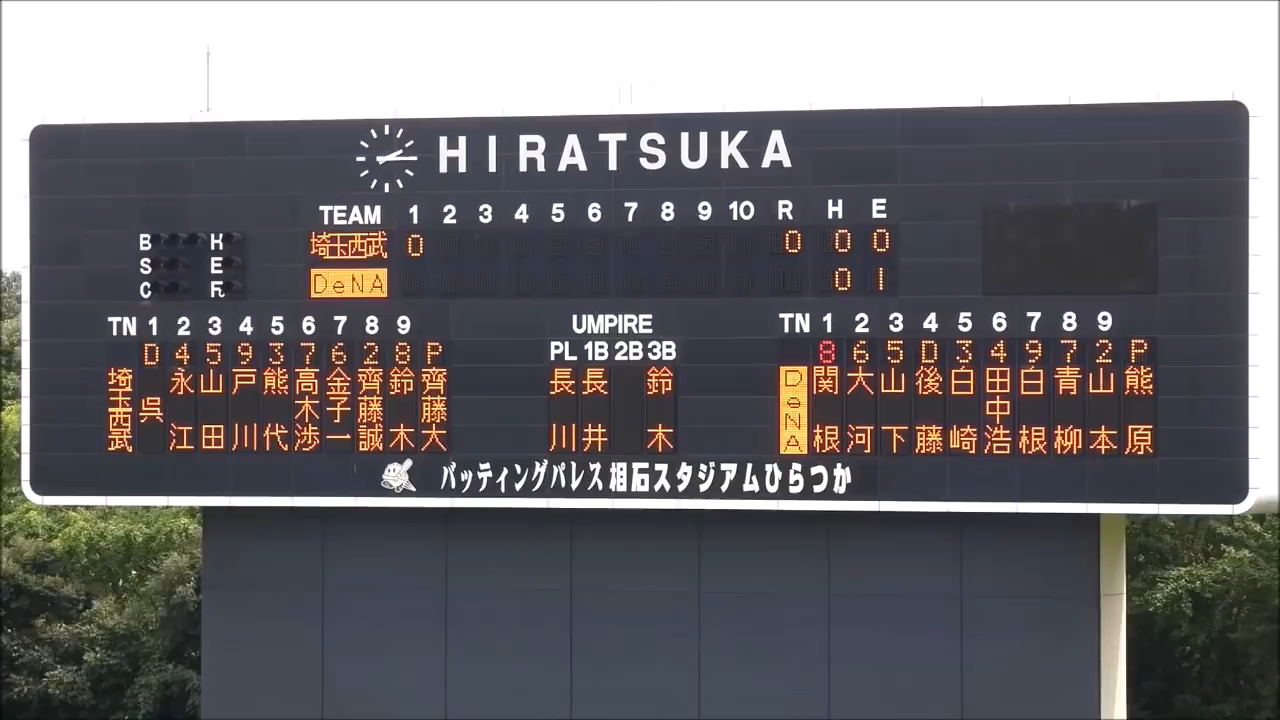 HIRATSUKA
TEAM 1 2 3 4 5 6 7 8 9 10 R H E
埼玉西武 0 0 0 0
DeNA 0 1
B H
S E
C Fc
TN 1 2 3 4 5 6 7 8 9
D 4 5 9 3 7 6 2 8 P
埼玉西武 呉 永江 山田 戸川 熊代 高木渉 金子一 齊藤誠 鈴木 齊藤大
UMPIRE
PL 1B 2B 3B
長川 長井 鈴木
TN 1 2 3 4 5 6 7 8 9
8 6 5 D 3 4 9 7 2 P
DeNA 関根 大河 山下 後藤 白崎 田中浩 白根 青柳 山本 熊原
バッティングパレス相石スタジアムひらつか